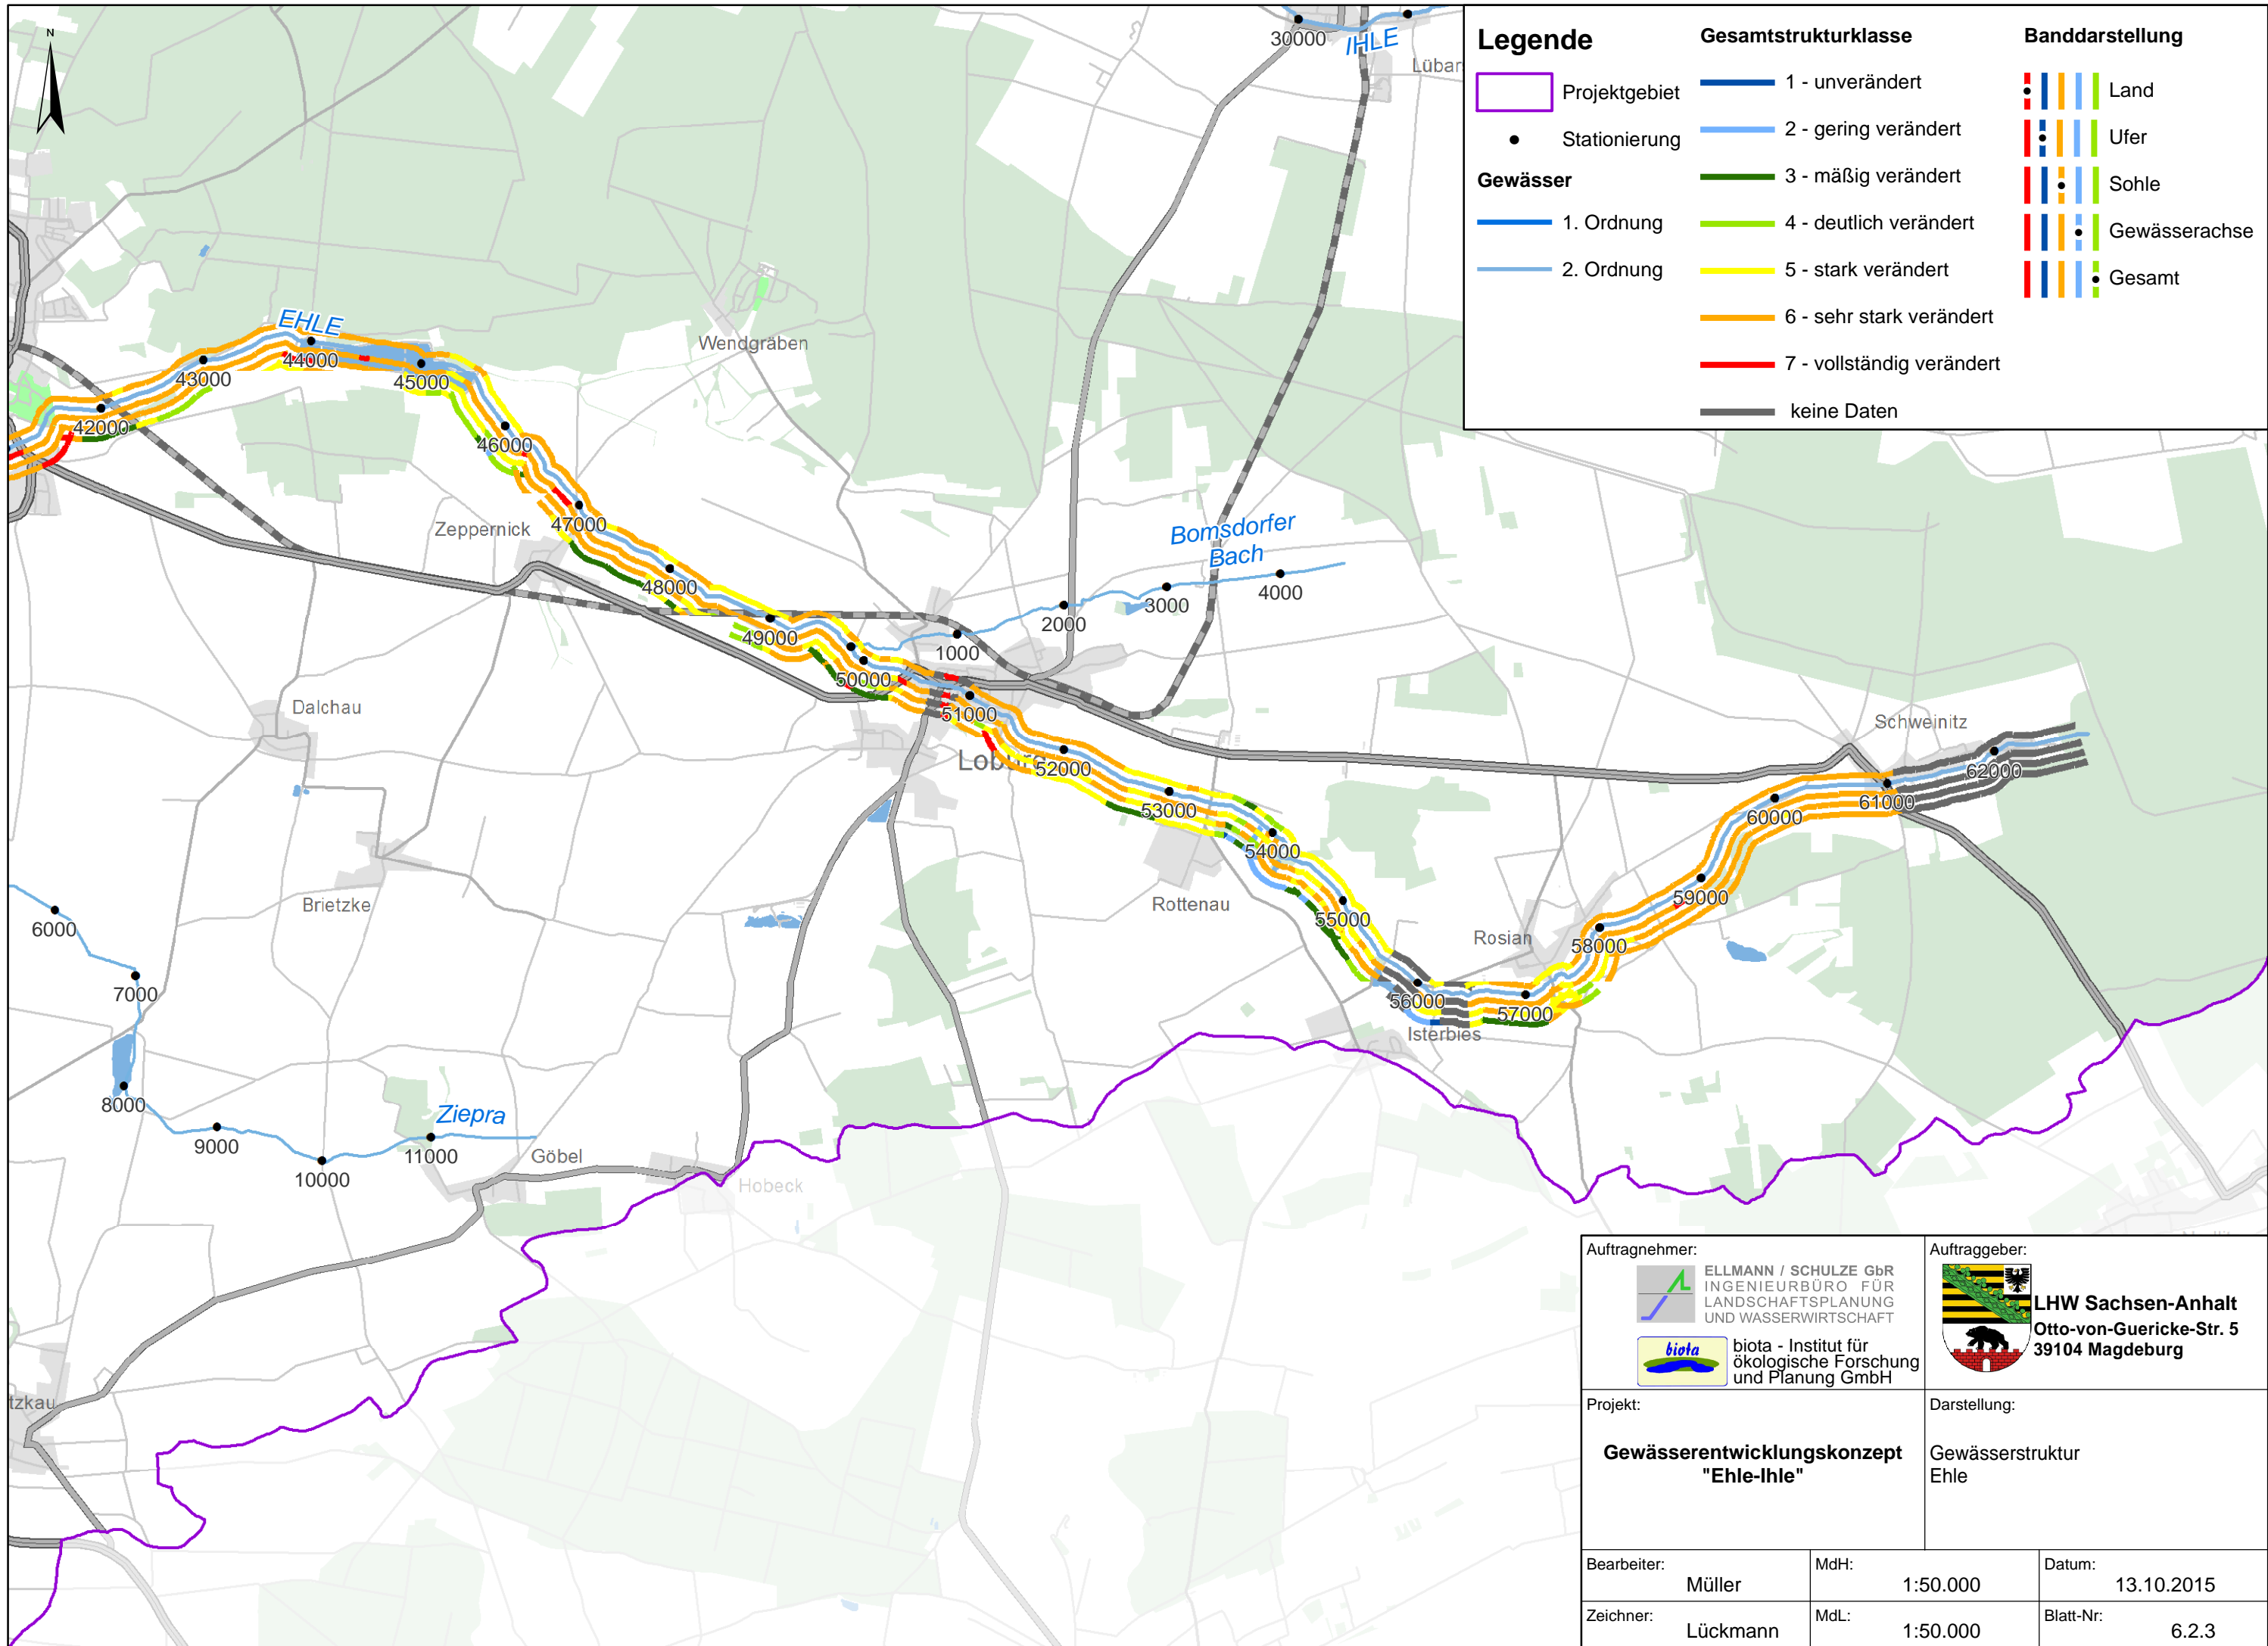 N
30000
IHLE
Lübar
EHLE
44000
43000
45000
42000
46000
Wendgräben
Zeppernick
47000
48000
49000
50000
51000
Bomsdorfer
Bach
1000
2000
3000
4000
Dalchau
Brietzke
Lob
52000
53000
54000
55000
56000
57000
58000
59000
60000
61000
62000
Schweinitz
Rottenau
Rosian
Isterbies
6000
7000
8000
9000
10000
11000
Ziepra
Göbel
Hobeck
tzkau
Legende
Projektgebiet
Stationierung
Gewässer
1. Ordnung
2. Ordnung
Gesamtstrukturklasse
1 - unverändert
2 - gering verändert
3 - mäßig verändert
4 - deutlich verändert
5 - stark verändert
6 - sehr stark verändert
7 - vollständig verändert
keine Daten
Banddarstellung
Land
Ufer
Sohle
Gewässerachse
Gesamt
Auftragnehmer:
ELLMANN / SCHULZE GbR
INGENIEURBÜRO FÜR
LANDSCHAFTSPLANUNG
UND WASSERWIRTSCHAFT
biota
biota - Institut für
ökologische Forschung
und Planung GmbH
Auftraggeber:
LHW Sachsen-Anhalt
Otto-von-Guericke-Str. 5
39104 Magdeburg
Projekt:
Gewässerentwicklungskonzept
"Ehle-Ihle"
Darstellung:
Gewässerstruktur
Ehle
Bearbeiter:
Müller
MdH:
1:50.000
Datum:
13.10.2015
Zeichner:
Lückmann
MdL:
1:50.000
Blatt-Nr:
6.2.3